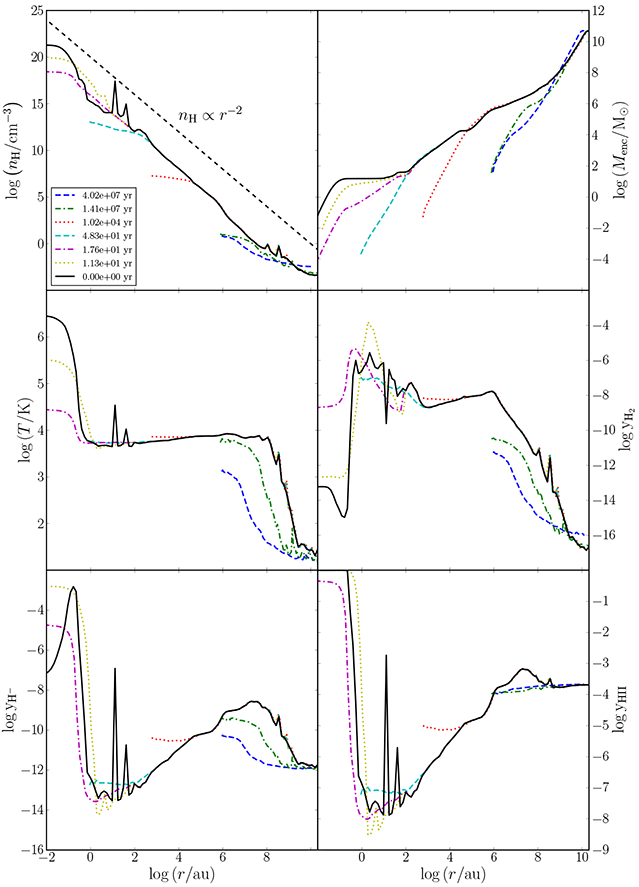 log (n_H/cm^−3)
25
20
15
10
5
0
n_H ∝ r^−2
4.02e+07 yr
1.41e+07 yr
1.02e+04 yr
4.83e+01 yr
1.76e+01 yr
1.13e+01 yr
0.00e+00 yr
12
10
8
6
4
2
0
−2
−4
log (M_enc/M_⊙)
log (T/K)
6
5
4
3
2
−4
−6
−8
−10
−12
−14
−16
log y_H_2
log y_H^−
−4
−6
−8
−10
−12
−14
−16
−1
−2
−3
−4
−5
−6
−7
−8
−9
log y_HII
−2 0 2 4 6 8
0 2 4 6 8 10
log (r/au)
log (r/au)